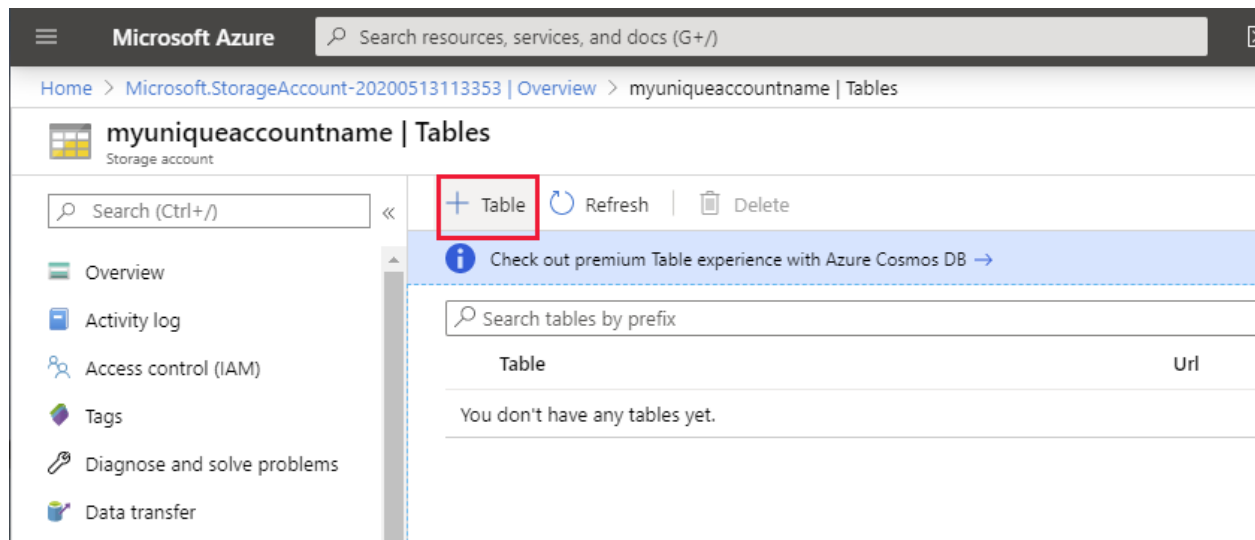 Microsoft Azure
Search resources, services, and docs (G+/)
Home > Microsoft.StorageAccount-20200513113353 | Overview > myuniqueaccountname | Tables
myuniqueaccountname | Tables
Storage account
Search (Ctrl+/)
«
+ Table
Refresh
Delete
Check out premium Table experience with Azure Cosmos DB →
Overview
Activity log
Access control (IAM)
Tags
Diagnose and solve problems
Data transfer
Search tables by prefix
Table
Url
You don't have any tables yet.